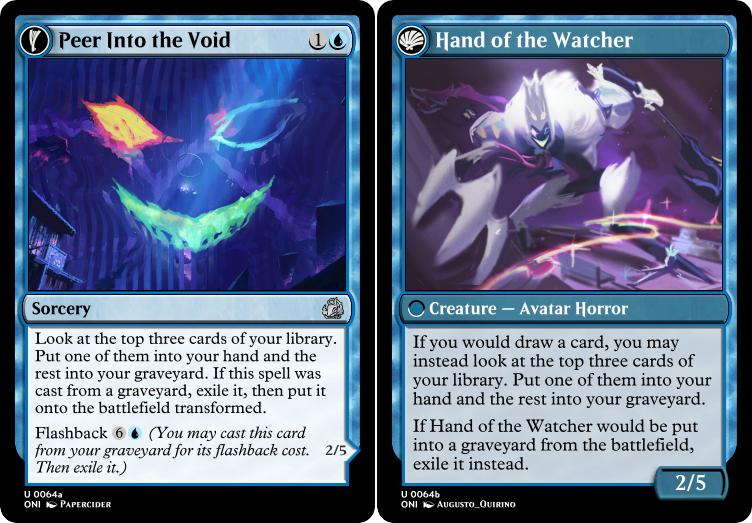 Peer Into the Void 1
Sorcery
Look at the top three cards of your library.
Put one of them into your hand and the
rest into your graveyard. If this spell was
cast from a graveyard, exile it, then put it
onto the battlefield transformed.
Flashback 6 (You may cast this card
from your graveyard for its flashback cost.
Then exile it.)
2/5
U 0064a
ONI Papercider
Hand of the Watcher
Creature — Avatar Horror
If you would draw a card, you may
instead look at the top three cards of
your library. Put one of them into your
hand and the rest into your graveyard.
If Hand of the Watcher would be put
into a graveyard from the battlefield,
exile it instead.
2/5
U 0064b
ONI Augusto_Quirino